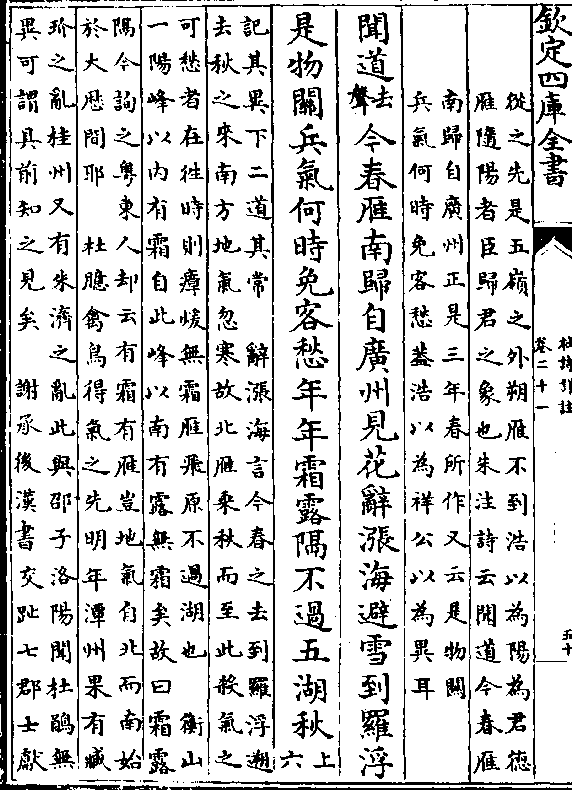 欽定四庫全書
杜詩詳註
卷二十一
五十
從之先是五嶺之外朔雁不到浩以為陽為君德
雁隨陽者臣歸君之象也朱注詩云聞道今春雁
南歸自廣州正是三年春所作又云是物關
兵氣何時免客愁蓋浩以為祥公以為異耳
聞道去聲今春雁南歸自廣州見花辭漲海避雪到羅浮
是物關兵氣何時免客愁年年霜露隔不過五湖秋上六
記其異下二道其常 辭漲海言今春之去到羅浮遡
去秋之來南方地氣忽寒故北雁乘秋而至此殺氣之
可愁者在往時則瘴煖無霜雁飛原不過湖也 衡山
一陽峰以內有霜自此峰以南有露無霜矣故曰霜露
隔今詢之粵東人却云有霜有雁豈地氣自北而南始
於大厯間耶 杜臆禽鳥得氣之先明年潭州果有臧
玠之亂桂州又有朱濟之亂此與邵子洛陽聞杜鵑無
異可謂具前知之見矣 謝承後漢書交趾七郡士獻